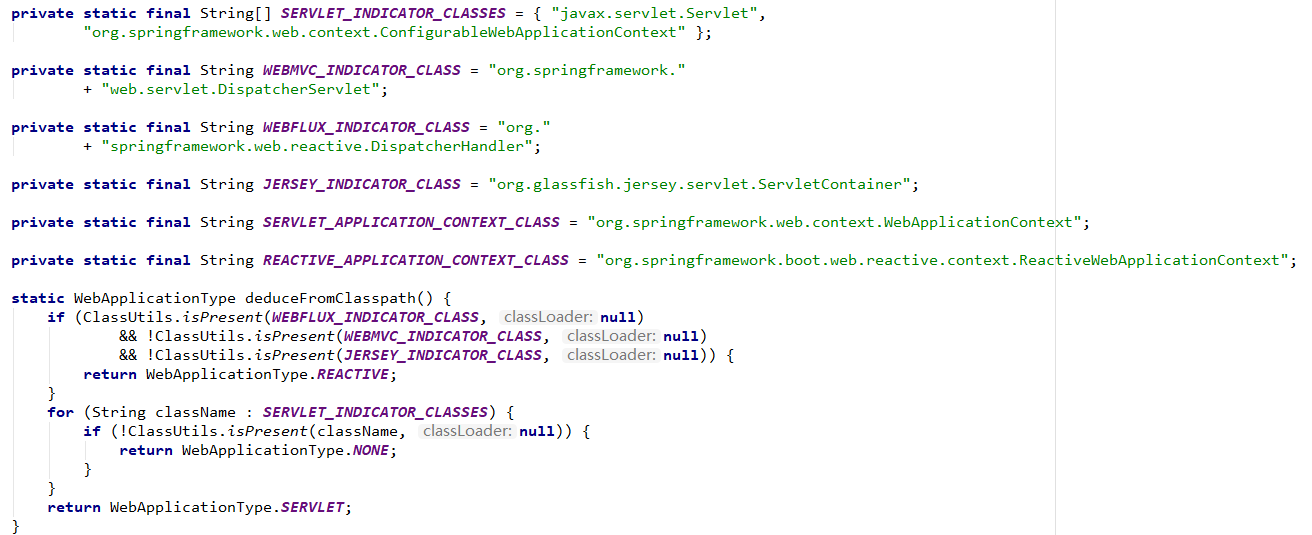 private static final String[] SERVLET_INDICATOR_CLASSES = { "javax.servlet.Servlet",
        "org.springframework.web.context.ConfigurableWebApplicationContext" };
private static final String WEBMVC_INDICATOR_CLASS = "org.springframework."
        + "web.servlet.DispatcherServlet";
private static final String WEBFLUX_INDICATOR_CLASS = "org."
        + "springframework.web.reactive.DispatcherHandler";
private static final String JERSEY_INDICATOR_CLASS = "org.glassfish.jersey.servlet.ServletContainer";
private static final String SERVLET_APPLICATION_CONTEXT_CLASS = "org.springframework.web.context.WebApplicationContext";
private static final String REACTIVE_APPLICATION_CONTEXT_CLASS = "org.springframework.boot.web.reactive.context.ReactiveWebApplicationContext";
static WebApplicationType deduceFromClasspath() {
    if (ClassUtils.isPresent(WEBFLUX_INDICATOR_CLASS, classLoader: null)
            && !ClassUtils.isPresent(WEBMVC_INDICATOR_CLASS, classLoader: null)
            && !ClassUtils.isPresent(JERSEY_INDICATOR_CLASS, classLoader: null)) {
        return WebApplicationType.REACTIVE;
    }
    for (String className : SERVLET_INDICATOR_CLASSES) {
        if (!ClassUtils.isPresent(className, classLoader: null)) {
            return WebApplicationType.NONE;
        }
    }
    return WebApplicationType.SERVLET;
}